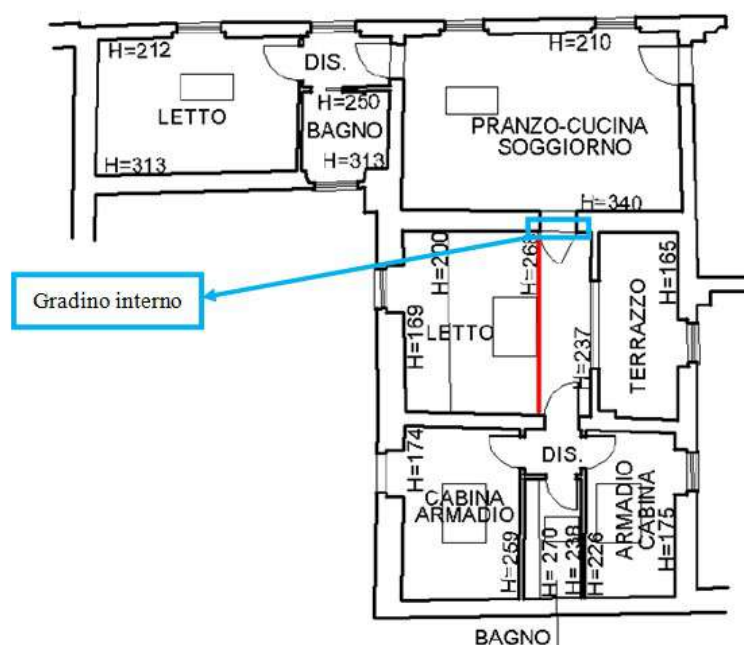 H=212
H=210
DIS.
LETTO
H=250
BAGNO
PRANZO-CUCINA
SOGGIORNO
H=313
H=313
H=340
Gradino interno
H=200
H=169
LETTO
H=237
TERRAZZO
H=165
H=174
DIS.
CABINA
ARMADIO
H=259
H= 270
H= 238
H=226
ARMADIO
CABINA
H=175
BAGNO